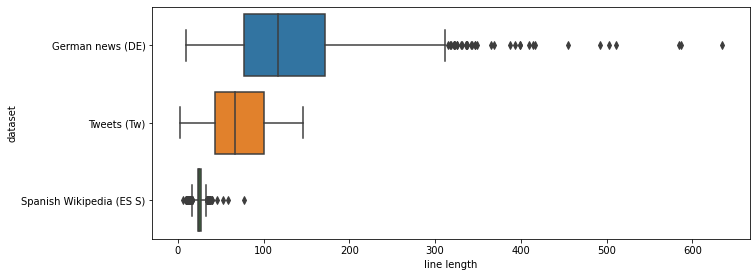 German news (DE)
Tweets (Tw)
Spanish Wikipedia (ES S)
dataset
0 100 200 300 400 500 600
line length